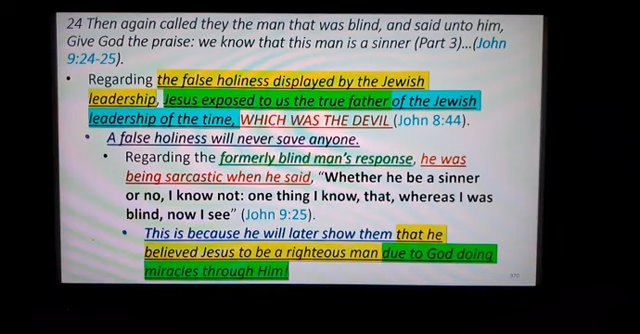 24 Then again called they the man that was blind, and said unto him,
Give God the praise: we know that this man is a sinner (Part 3)...(John
9:24-25).
• Regarding the false holiness displayed by the Jewish
leadership, Jesus exposed to us the true father of the Jewish
leadership of the time, WHICH WAS THE DEVIL (John 8:44).
• A false holiness will never save anyone.
• Regarding the formerly blind man's response, he was
being sarcastic when he said, "Whether he be a sinner
or no, I know not: one thing I know, that, whereas I was
blind, now I see" (John 9:25).
• This is because he will later show them that he
believed Jesus to be a righteous man due to God doing
miracles through Him!